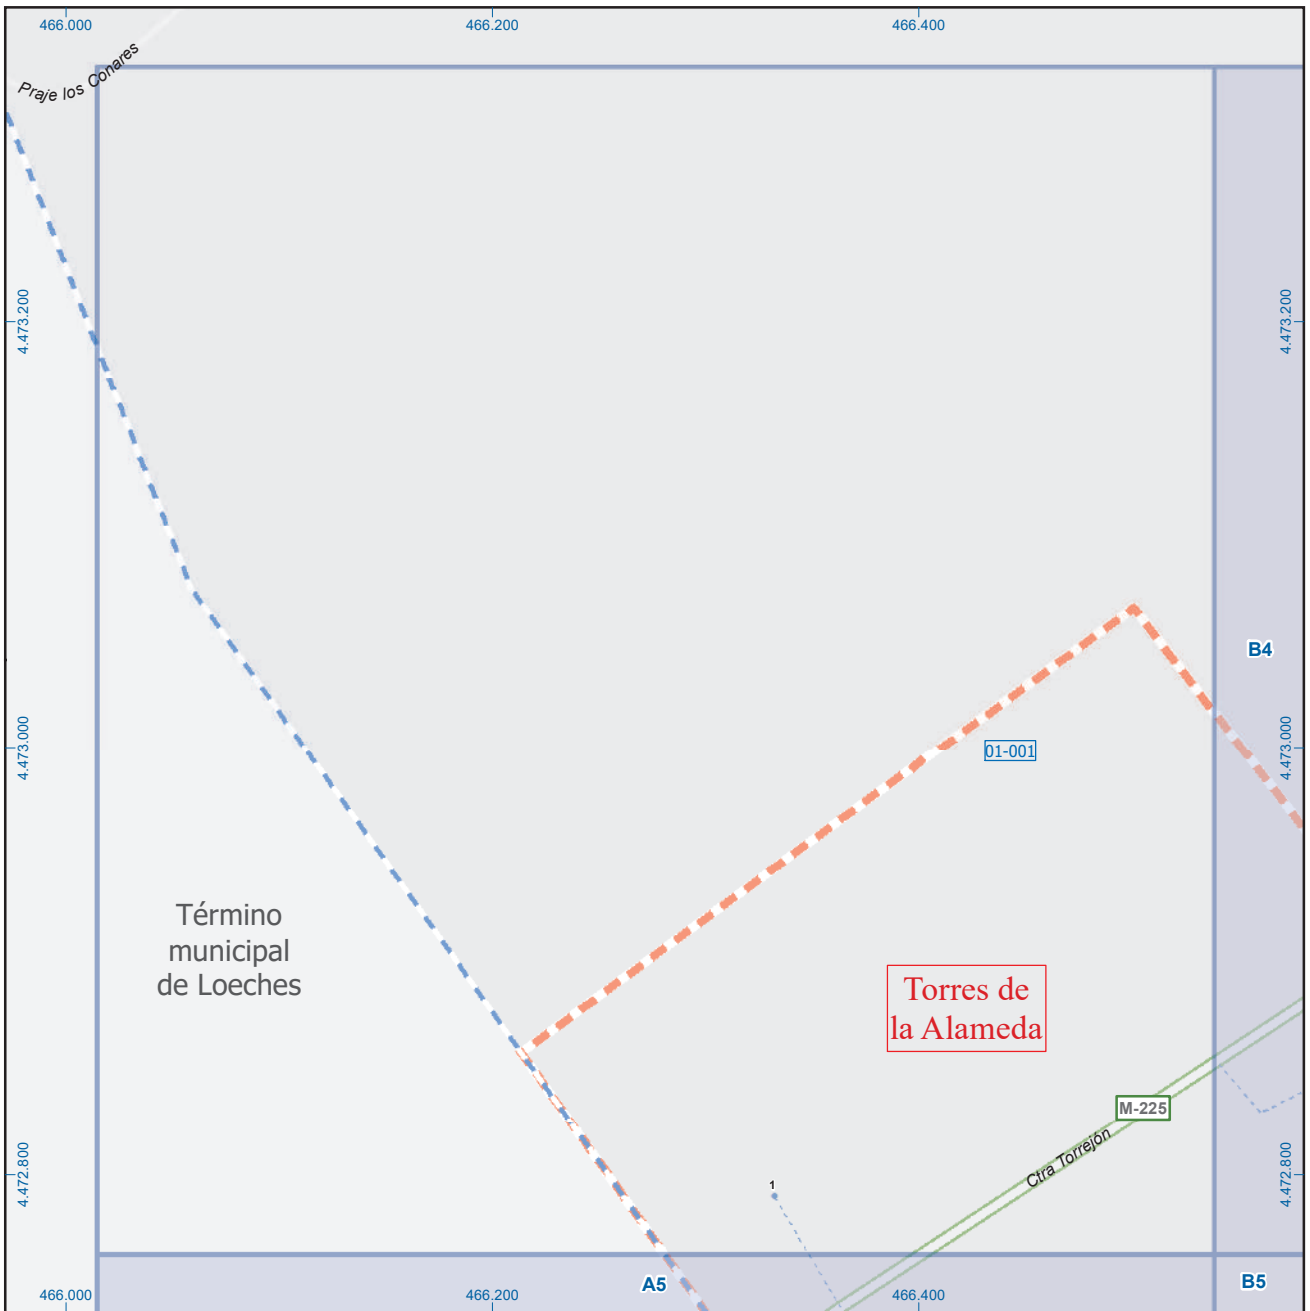 466.000
466.200
466.400
Praje los Conares
4.473.200
4.473.200
B4
4.473.000
01-001
4.473.000
Término
municipal
de Loeches
Torres de
la Alameda
M-225
Ctra Torrejón
4.472.800
1
4.472.800
A5
B5
466.000
466.200
466.400